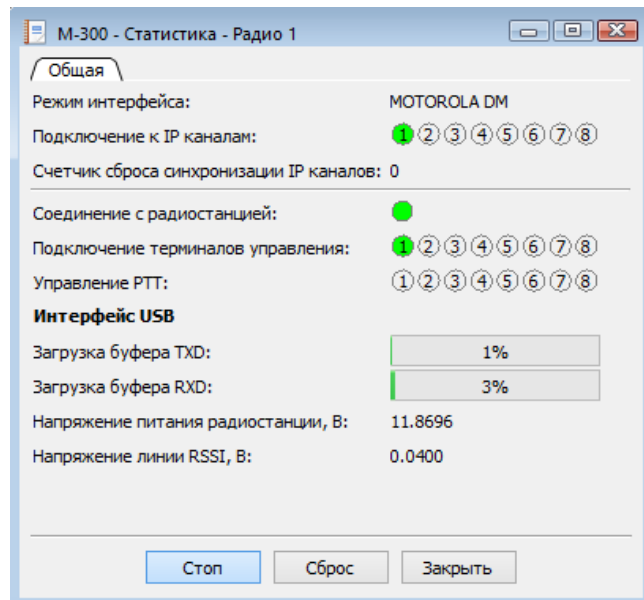 М-300 - Статистика - Радио 1
Общая
Режим интерфейса: MOTOROLA DM
Подключение к IP каналам: 1 2 3 4 5 6 7 8
Счетчик сброса синхронизации IP каналов: 0
Соединение с радиостанцией:
Подключение терминалов управления: 1 2 3 4 5 6 7 8
Управление PTT: 1 2 3 4 5 6 7 8
Интерфейс USB
Загрузка буфера TXD: 1%
Загрузка буфера RXD: 3%
Напряжение питания радиостанции, В: 11.8696
Напряжение линии RSSI, В: 0.0400
Стоп Сброс Закрыть